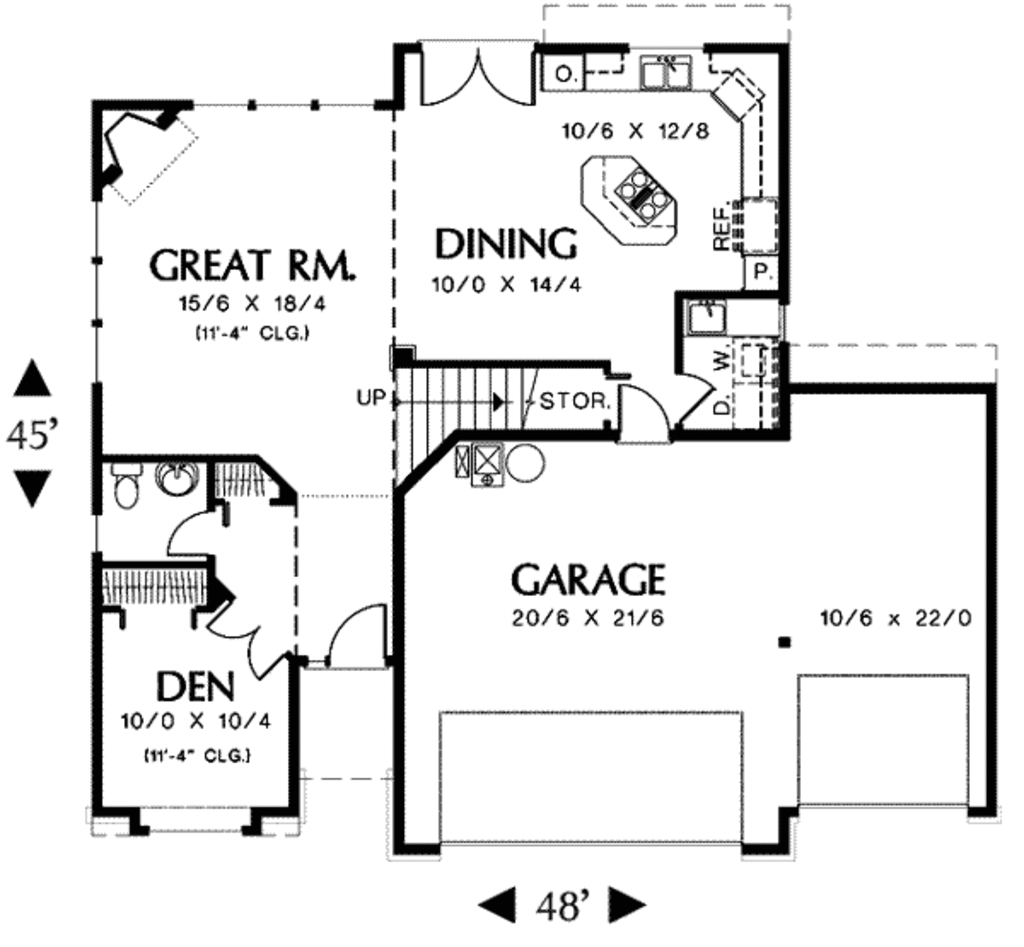 O.
10/6 X 12/8
REF.
P.
DINING
10/0 X 14/4
GREAT RM.
15/6 X 18/4
(11'-4" CLG.)
W.
D.
UP
STOR.
45'
GARAGE
20/6 X 21/6
10/6 x 22/0
DEN
10/0 X 10/4
(11'-4" CLG.)
48'